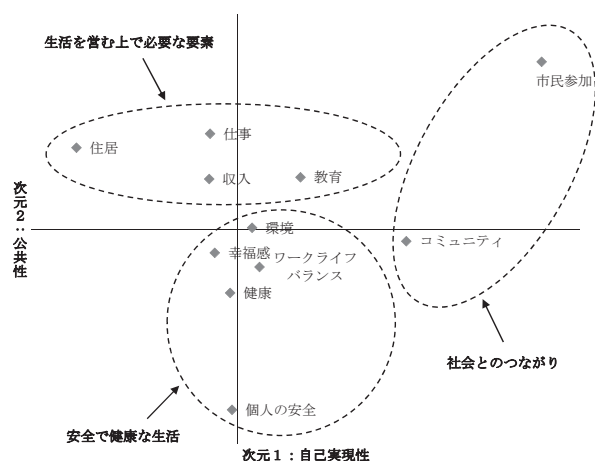 生活を営む上で必要な要素
市民参加
仕事
住居
収入
教育
次元２：公共性
環境
コミュニティ
幸福感
ワークライフ
バランス
健康
社会とのつながり
個人の安全
安全で健康な生活
次元１：自己実現性